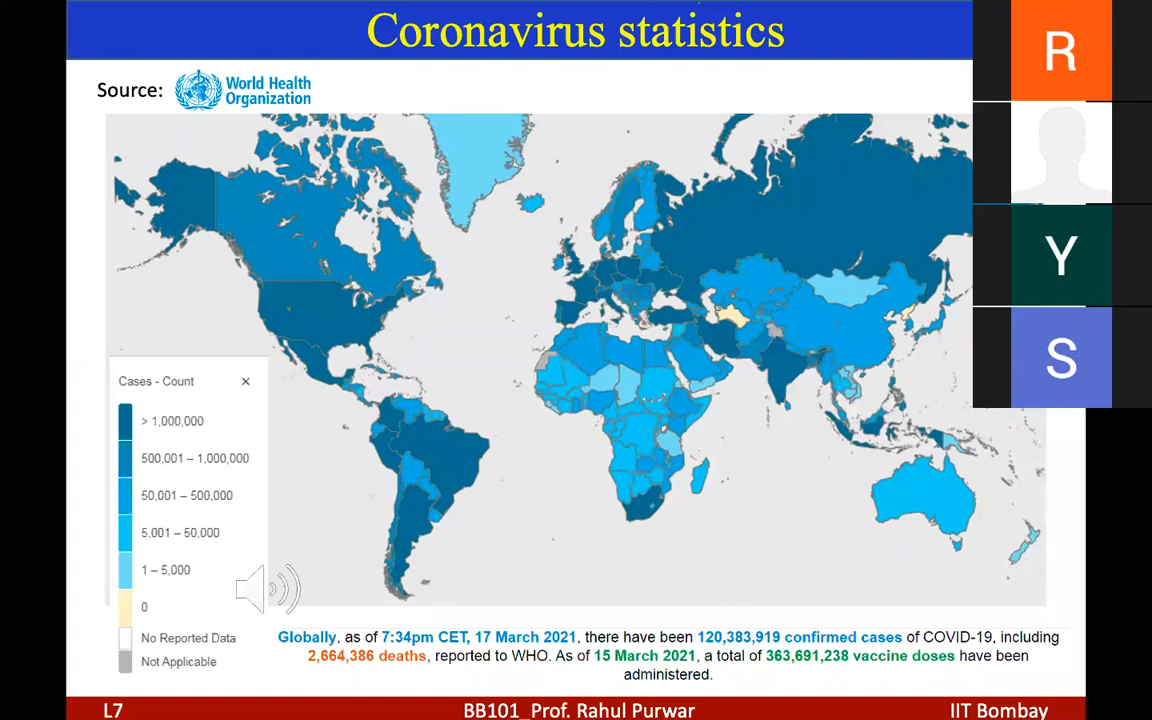 Coronavirus statistics
Source:
World Health
Organization
Cases - Count
×
> 1,000,000
500,001 – 1,000,000
50,001 – 500,000
5,001 – 50,000
1 – 5,000
0
No Reported Data
Not Applicable
Globally, as of 7:34pm CET, 17 March 2021, there have been 120,383,919 confirmed cases of COVID-19, including
2,664,386 deaths, reported to WHO. As of 15 March 2021, a total of 363,691,238 vaccine doses have been
administered.
L7
BB101_Prof. Rahul Purwar
IIT Bombay
R
Y
S